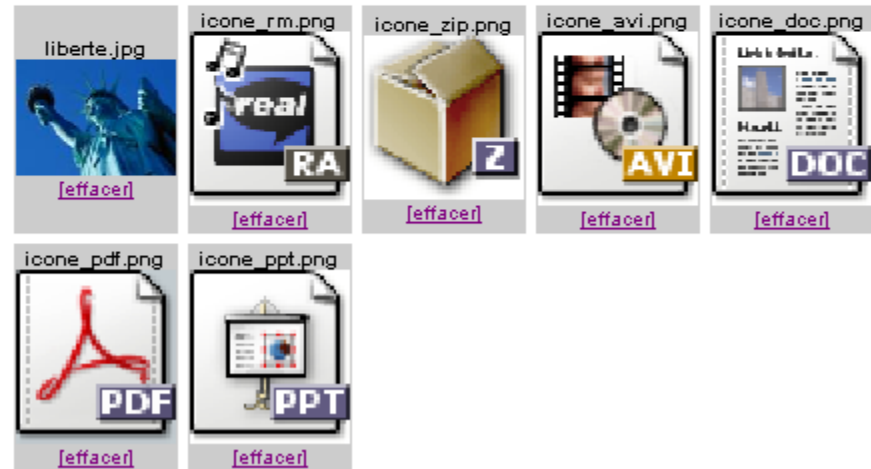 liberte.jpg
[effacer]
icone_rm.png
real
RA
[effacer]
icone_zip.png
Z
[effacer]
icone_avi.png
AVI
[effacer]
icone_doc.png
DOC
[effacer]
icone_pdf.png
PDF
[effacer]
icone_ppt.png
PPT
[effacer]